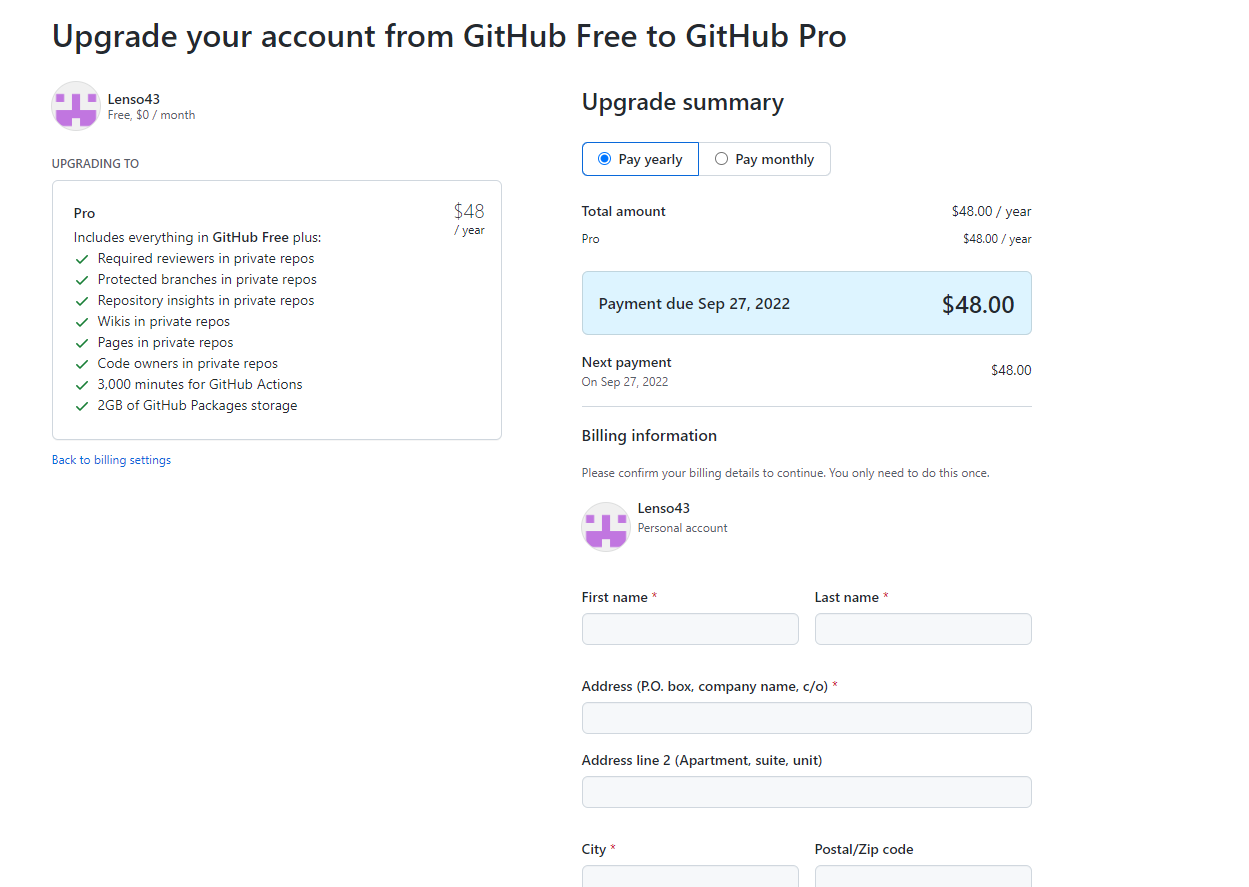 Upgrade your account from GitHub Free to GitHub Pro
Lenso43
Free, $0 / month
UPGRADING TO
Pro
$48
/ year
Includes everything in GitHub Free plus:
Required reviewers in private repos
Protected branches in private repos
Repository insights in private repos
Wikis in private repos
Pages in private repos
Code owners in private repos
3,000 minutes for GitHub Actions
2GB of GitHub Packages storage
Back to billing settings
Upgrade summary
Pay yearly Pay monthly
Total amount $48.00 / year
Pro $48.00 / year
Payment due Sep 27, 2022 $48.00
Next payment
On Sep 27, 2022
$48.00
Billing information
Please confirm your billing details to continue. You only need to do this once.
Lenso43
Personal account
First name * Last name *
Address (P.O. box, company name, c/o) *
Address line 2 (Apartment, suite, unit)
City * Postal/Zip code